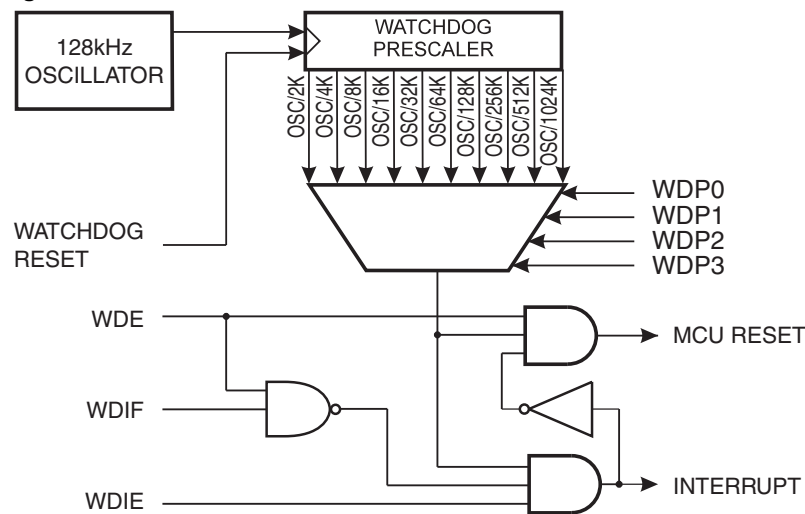 128kHz
OSCILLATOR
WATCHDOG
PRESCALER
OSC/2K
OSC/4K
OSC/8K
OSC/16K
OSC/32K
OSC/64K
OSC/128K
OSC/256K
OSC/512K
OSC/1024K
WDP0
WDP1
WDP2
WDP3
WATCHDOG
RESET
WDE
MCU RESET
WDIF
INTERRUPT
WDIE